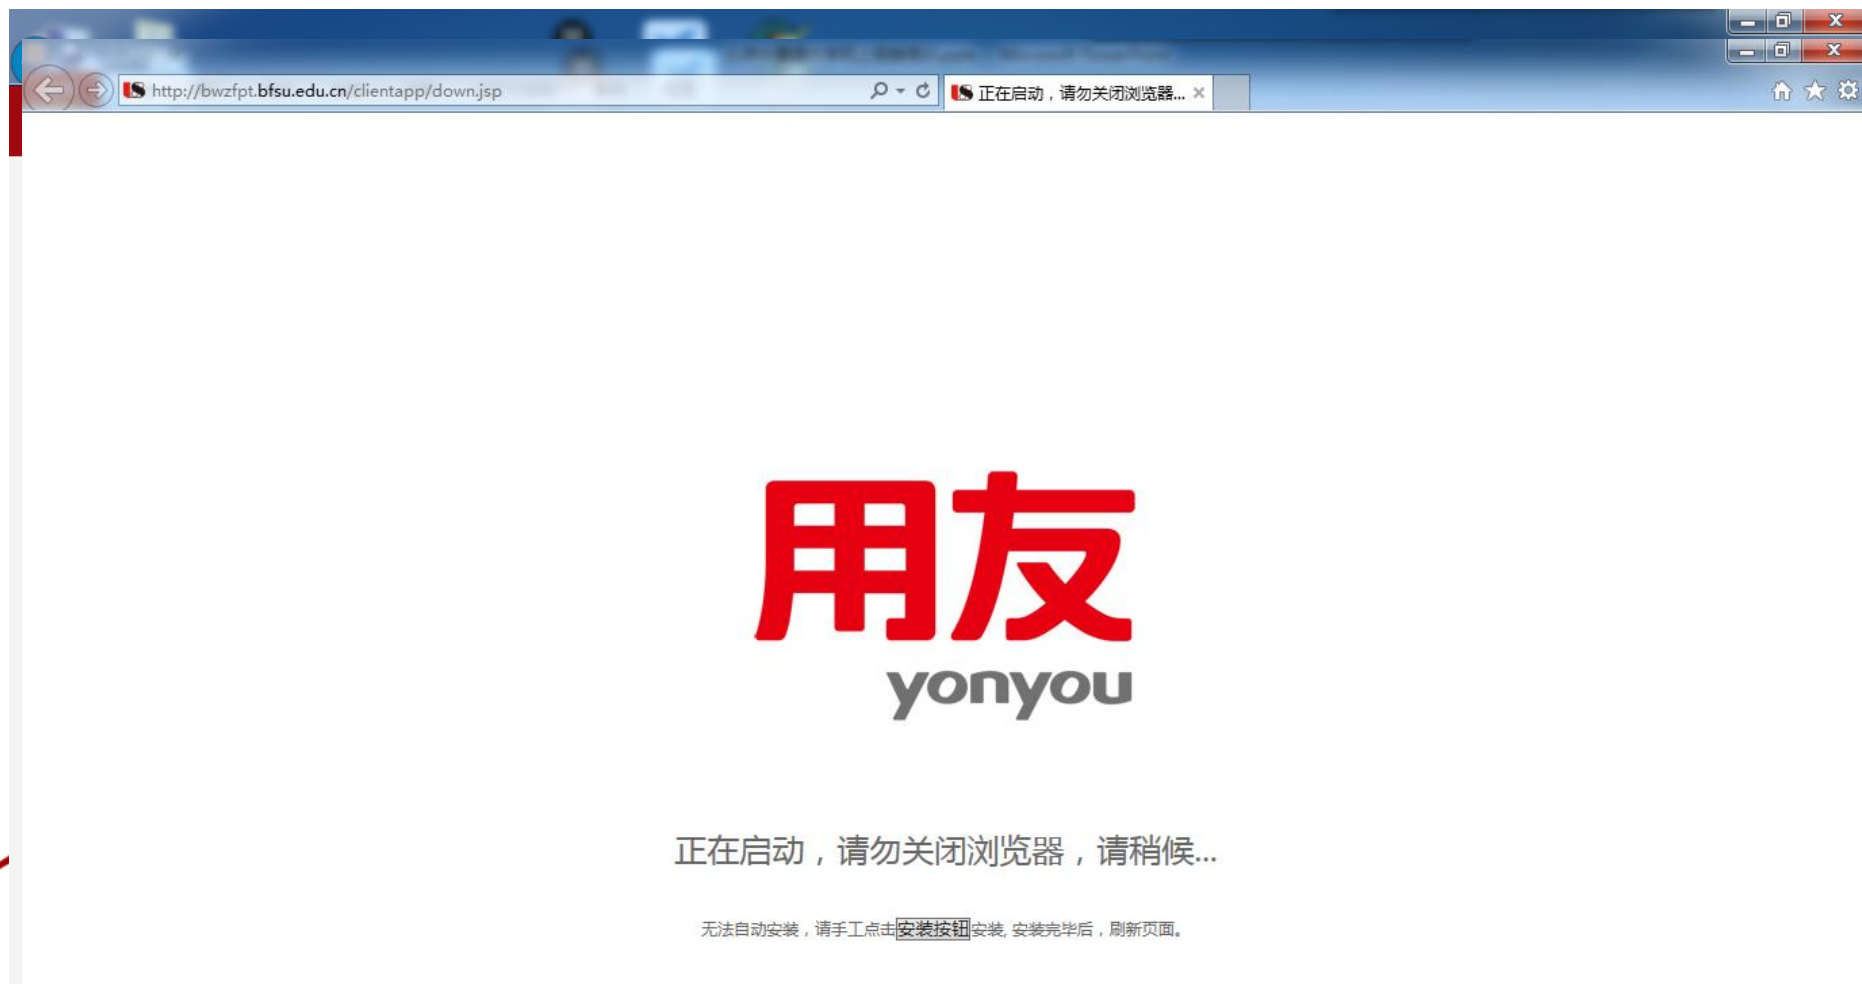 http://bwzfpt.bfsu.edu.cn/clientapp/down.jsp
正在启动，请勿关闭浏览器...
用友
yonyou
正在启动，请勿关闭浏览器，请稍候...
无法自动安装，请手工点击安装按钮安装, 安装完毕后，刷新页面。